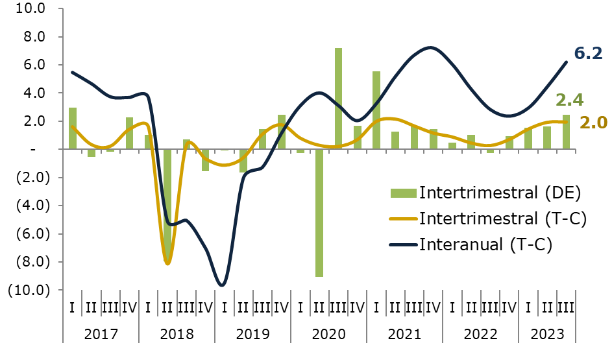 10.0
8.0
6.0
4.0
2.0
-
(2.0)
(4.0)
(6.0)
(8.0)
(10.0)
6.2
2.4
2.0
Intertrimestral (DE)
Intertrimestral (T-C)
Interanual (T-C)
I II III IV I II III IV I II III IV I II III IV I II III IV I II III IV I II III
2017 2018 2019 2020 2021 2022 2023